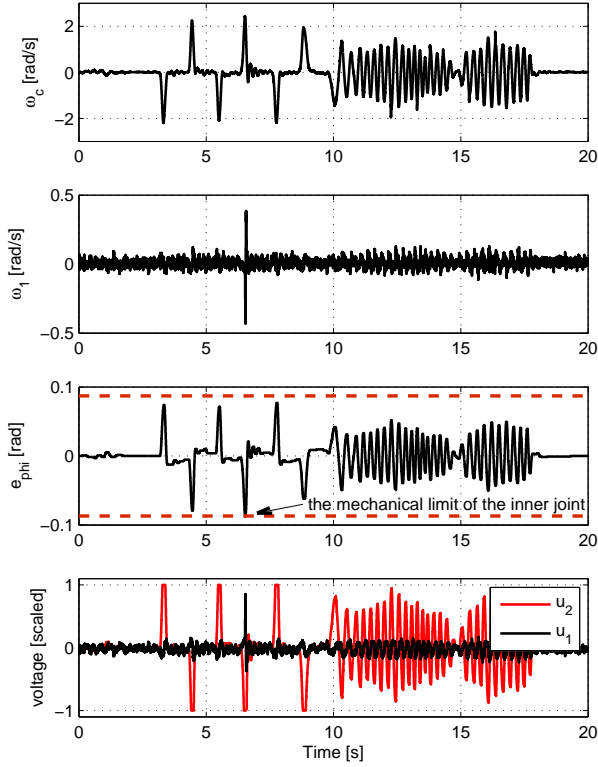 2
0
−2
ω_c [rad/s]
0 5 10 15 20
0.5
0
−0.5
ω_1 [rad/s]
0 5 10 15 20
0.1
0
−0.1
e_phi [rad]
the mechanical limit of the inner joint
0 5 10 15 20
1
0
−1
voltage [scaled]
u_2
u_1
0 5 10 15 20
Time [s]